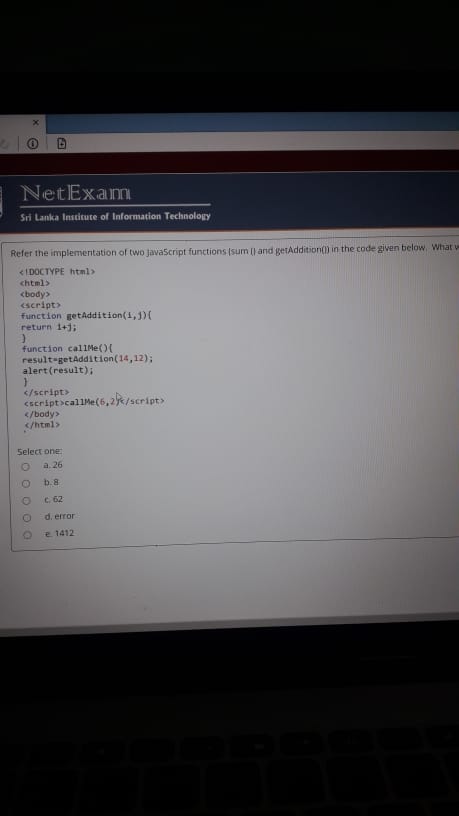 NetExam
Sri Lanka Institute of Information Technology
Refer the implementation of two JavaScript functions (sum () and getAddition()) in the code given below. What
<!DOCTYPE html>
<html>
<body>
<script>
function getAddition(i,j){
return i+j;
}
function callMe(){
result=getAddition(14,12);
alert(result);
}
</script>
<script>callMe(6,2)</script>
</body>
</html>
Select one:
a. 26
b. 8
c. 62
d. error
e. 1412